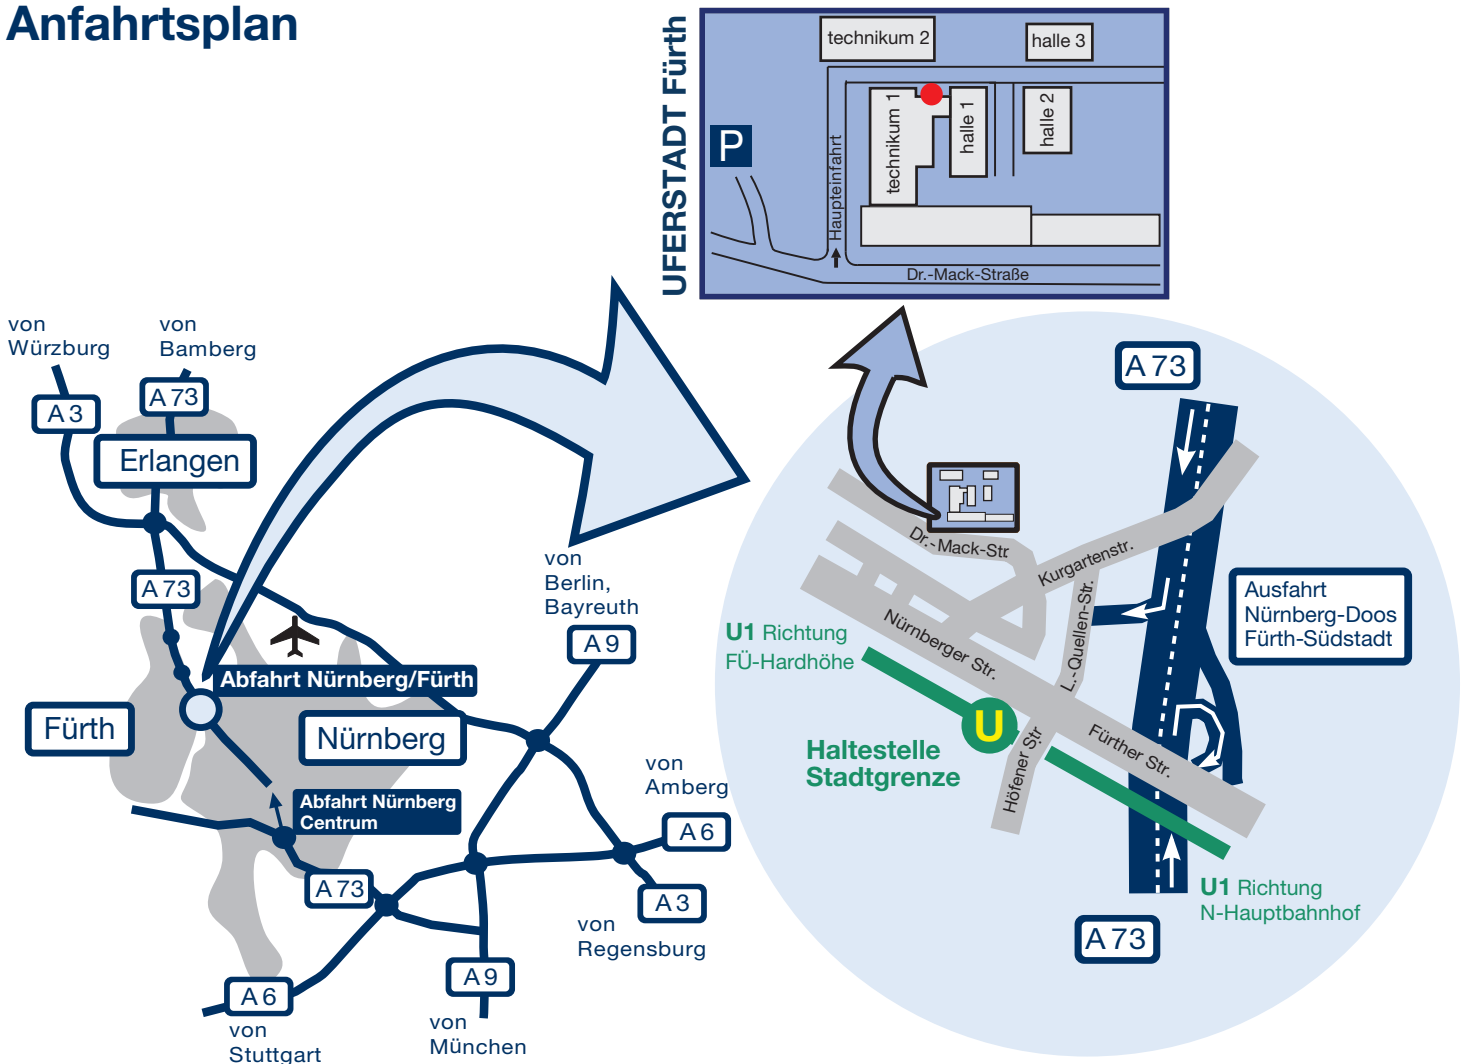 Anfahrtsplan
UFERSTADT Fürth
technikum 2
halle 3
technikum 1
halle 1
halle 2
P
Haupteinfahrt
Dr.-Mack-Straße
von
Würzburg
von
Bamberg
A 3
A 73
Erlangen
A 73
von
Berlin,
Bayreuth
A 9
Abfahrt Nürnberg/Fürth
Fürth
Nürnberg
Abfahrt Nürnberg
Centrum
von
Amberg
A 6
A 73
A 3
von
Regensburg
A 9
A 6
von
Stuttgart
von
München
A 73
Dr.-Mack-Str
Kurgartenstr.
L.-Quellen-Str.
Ausfahrt
Nürnberg-Doos
Fürth-Südstadt
Nürnberger Str.
U1 Richtung
FÜ-Hardhöhe
U
Haltestelle
Stadtgrenze
Höfener Str
Fürther Str.
U1 Richtung
N-Hauptbahnhof
A 73